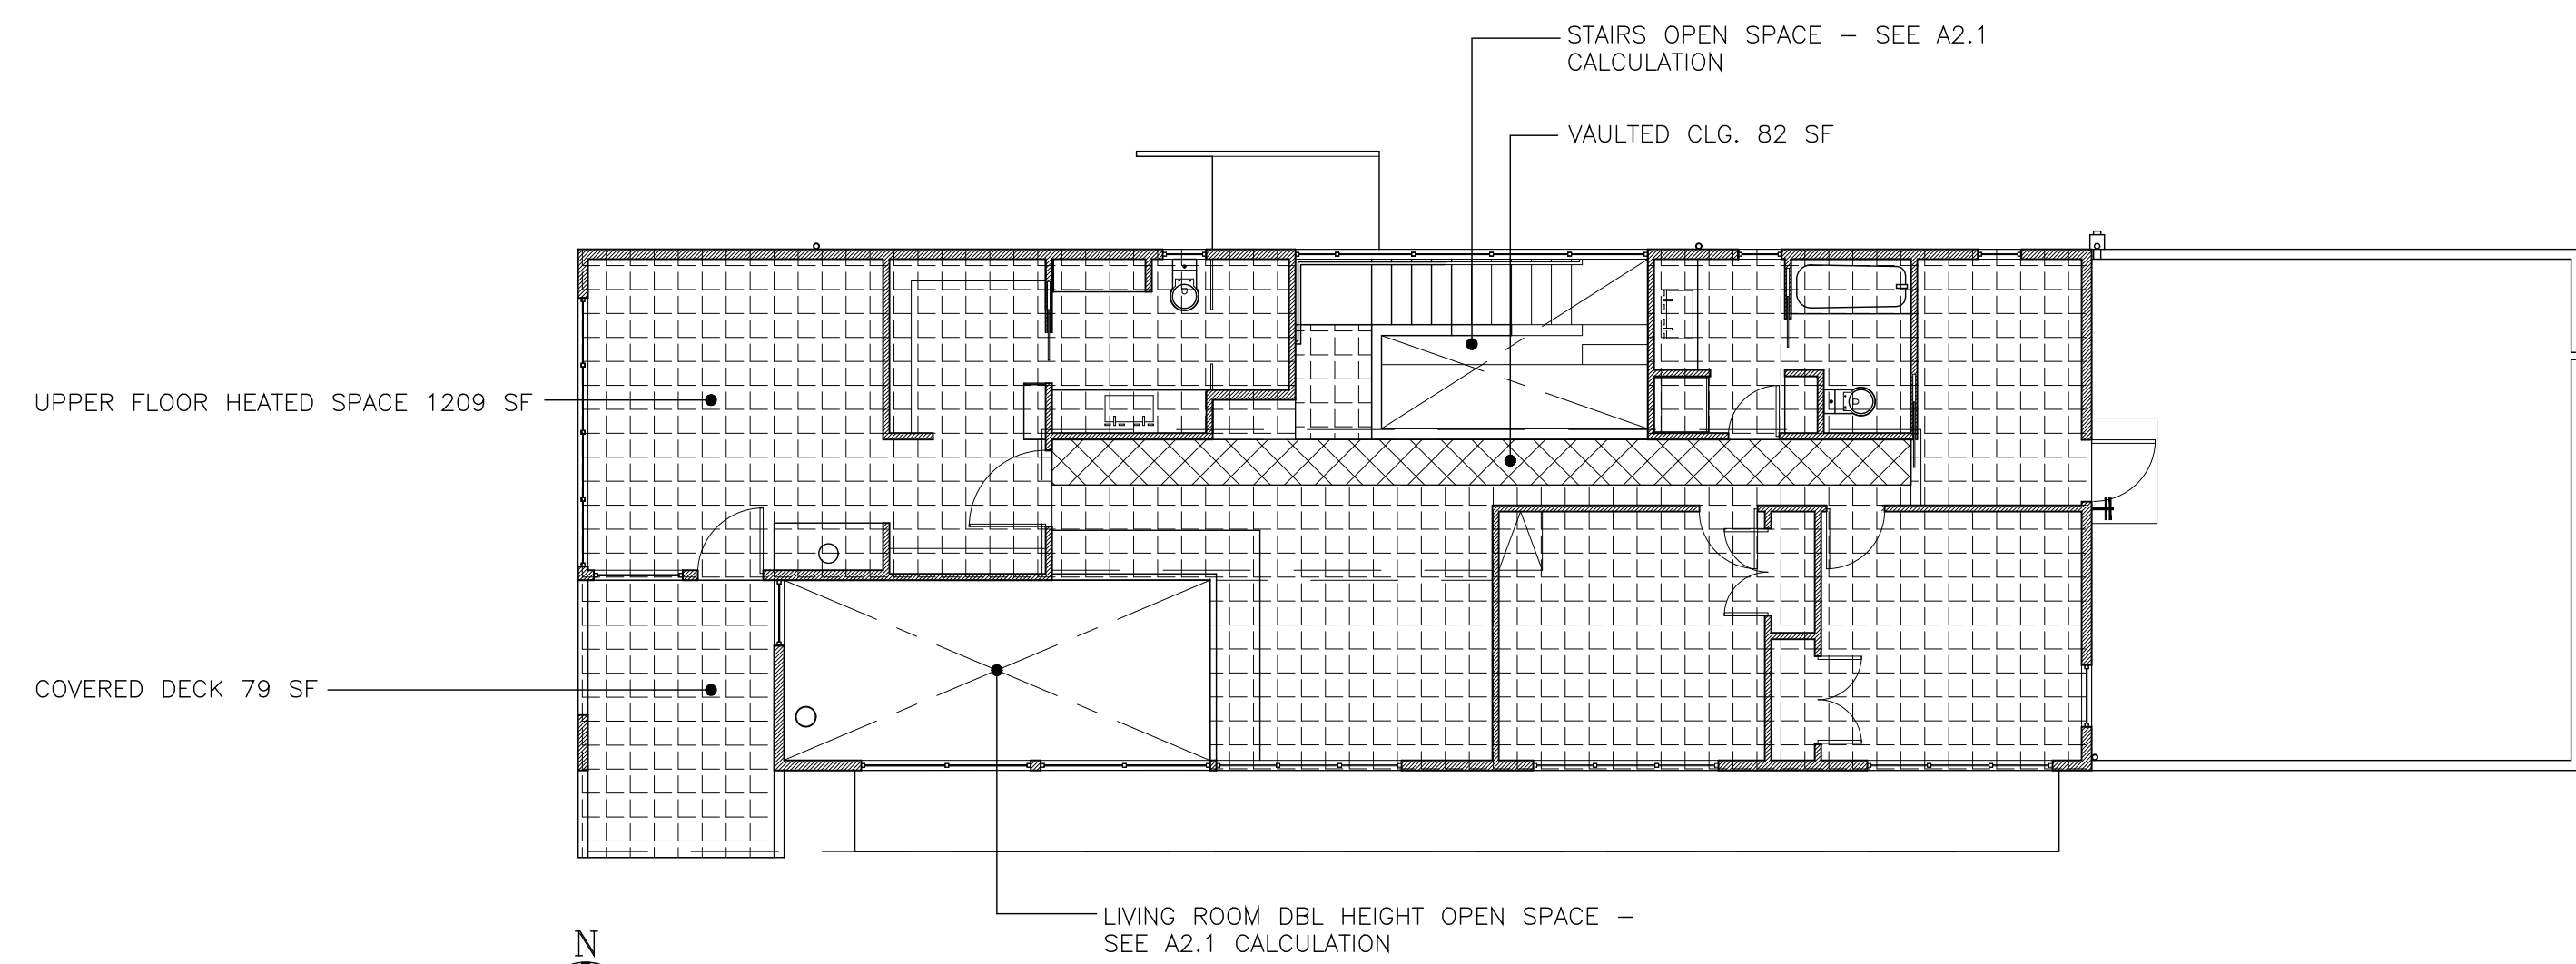 STAIRS OPEN SPACE – SEE A2.1
CALCULATION
VAULTED CLG. 82 SF
UPPER FLOOR HEATED SPACE 1209 SF
COVERED DECK 79 SF
LIVING ROOM DBL HEIGHT OPEN SPACE –
SEE A2.1 CALCULATION
N